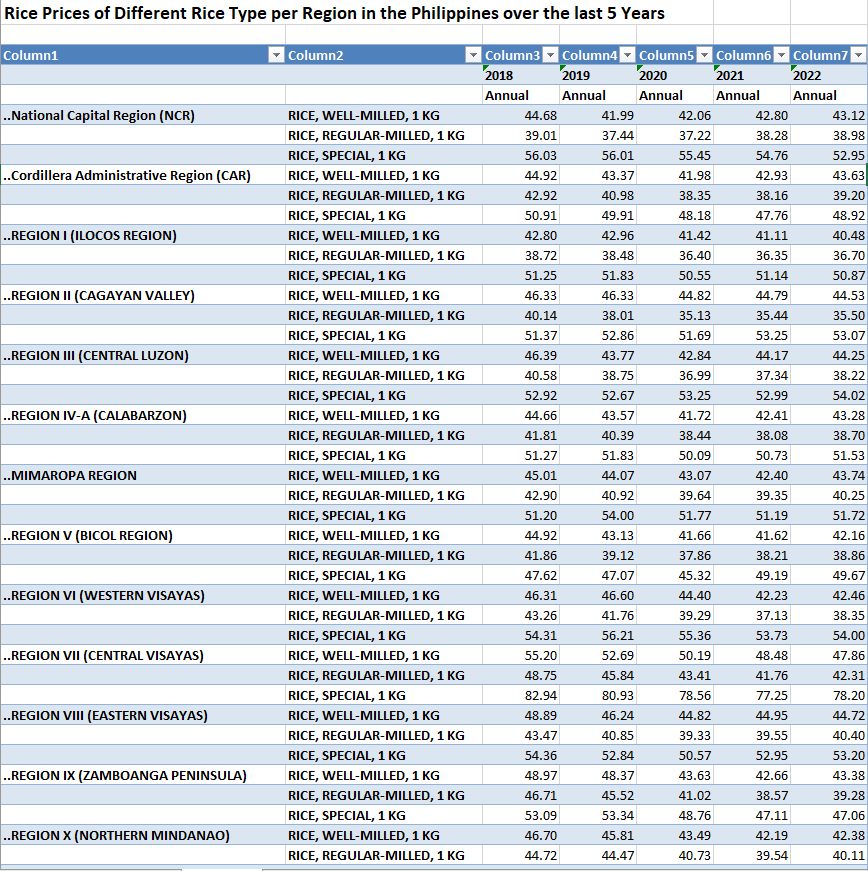 Rice Prices of Different Rice Type per Region in the Philippines over the last 5 Years
Column1 Column2 Column3 Column4 Column5 Column6 Column7
2018 2019 2020 2021 2022
Annual Annual Annual Annual Annual
..National Capital Region (NCR) RICE, WELL-MILLED, 1 KG 44.68 41.99 42.06 42.80 43.12
RICE, REGULAR-MILLED, 1 KG 39.01 37.44 37.22 38.28 38.98
RICE, SPECIAL, 1 KG 56.03 56.01 55.45 54.76 52.95
..Cordillera Administrative Region (CAR) RICE, WELL-MILLED, 1 KG 44.92 43.37 41.98 42.93 43.63
RICE, REGULAR-MILLED, 1 KG 42.92 40.98 38.35 38.16 39.20
RICE, SPECIAL, 1 KG 50.91 49.91 48.18 47.76 48.92
..REGION I (ILOCOS REGION) RICE, WELL-MILLED, 1 KG 42.80 42.96 41.42 41.11 40.48
RICE, REGULAR-MILLED, 1 KG 38.72 38.48 36.40 36.35 36.70
RICE, SPECIAL, 1 KG 51.25 51.83 50.55 51.14 50.87
..REGION II (CAGAYAN VALLEY) RICE, WELL-MILLED, 1 KG 46.33 46.33 44.82 44.79 44.53
RICE, REGULAR-MILLED, 1 KG 40.14 38.01 35.13 35.44 35.50
RICE, SPECIAL, 1 KG 51.37 52.86 51.69 53.25 53.07
..REGION III (CENTRAL LUZON) RICE, WELL-MILLED, 1 KG 46.39 43.77 42.84 44.17 44.25
RICE, REGULAR-MILLED, 1 KG 40.58 38.75 36.99 37.34 38.22
RICE, SPECIAL, 1 KG 52.92 52.67 53.25 52.99 54.02
..REGION IV-A (CALABARZON) RICE, WELL-MILLED, 1 KG 44.66 43.57 41.72 42.41 43.28
RICE, REGULAR-MILLED, 1 KG 41.81 40.39 38.44 38.08 38.70
RICE, SPECIAL, 1 KG 51.27 51.83 50.09 50.73 51.53
..MIMAROPA REGION RICE, WELL-MILLED, 1 KG 45.01 44.07 43.07 42.40 43.74
RICE, REGULAR-MILLED, 1 KG 42.90 40.92 39.64 39.35 40.25
RICE, SPECIAL, 1 KG 51.20 54.00 51.77 51.19 51.72
..REGION V (BICOL REGION) RICE, WELL-MILLED, 1 KG 44.92 43.13 41.66 41.62 42.16
RICE, REGULAR-MILLED, 1 KG 41.86 39.12 37.86 38.21 38.86
RICE, SPECIAL, 1 KG 47.62 47.07 45.32 49.19 49.67
..REGION VI (WESTERN VISAYAS) RICE, WELL-MILLED, 1 KG 46.31 46.60 44.40 42.23 42.46
RICE, REGULAR-MILLED, 1 KG 43.26 41.76 39.29 37.13 38.35
RICE, SPECIAL, 1 KG 54.31 56.21 55.36 53.73 54.00
..REGION VII (CENTRAL VISAYAS) RICE, WELL-MILLED, 1 KG 55.20 52.69 50.19 48.48 47.86
RICE, REGULAR-MILLED, 1 KG 48.75 45.84 43.41 41.76 42.31
RICE, SPECIAL, 1 KG 82.94 80.93 78.56 77.25 78.20
..REGION VIII (EASTERN VISAYAS) RICE, WELL-MILLED, 1 KG 48.89 46.24 44.82 44.95 44.72
RICE, REGULAR-MILLED, 1 KG 43.47 40.85 39.33 39.55 40.40
RICE, SPECIAL, 1 KG 54.36 52.84 50.57 52.95 53.20
..REGION IX (ZAMBOANGA PENINSULA) RICE, WELL-MILLED, 1 KG 48.97 48.37 43.63 42.66 43.38
RICE, REGULAR-MILLED, 1 KG 46.71 45.52 41.02 38.57 39.28
RICE, SPECIAL, 1 KG 53.09 53.34 48.76 47.11 47.06
..REGION X (NORTHERN MINDANAO) RICE, WELL-MILLED, 1 KG 46.70 45.81 43.49 42.19 42.38
RICE, REGULAR-MILLED, 1 KG 44.72 44.47 40.73 39.54 40.11